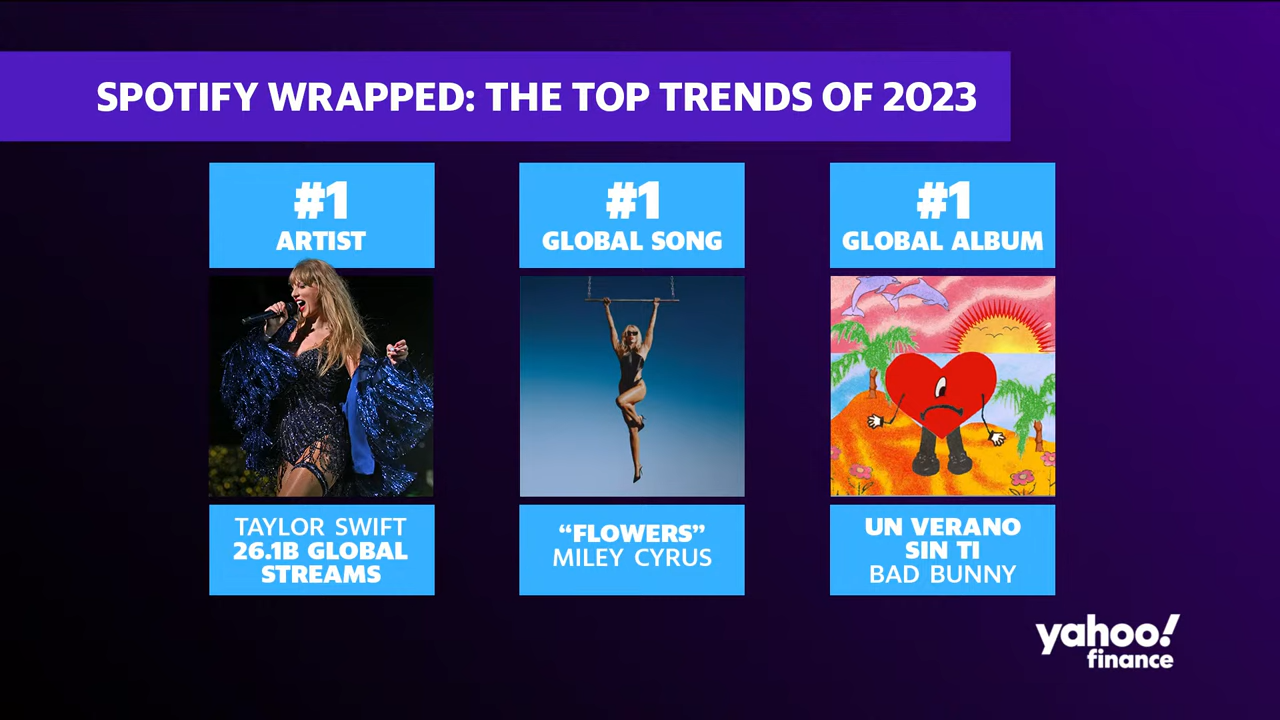 SPOTIFY WRAPPED: THE TOP TRENDS OF 2023
#1
ARTIST
TAYLOR SWIFT
26.1B GLOBAL
STREAMS
#1
GLOBAL SONG
“FLOWERS”
MILEY CYRUS
#1
GLOBAL ALBUM
UN VERANO
SIN TI
BAD BUNNY
yahoo!
finance